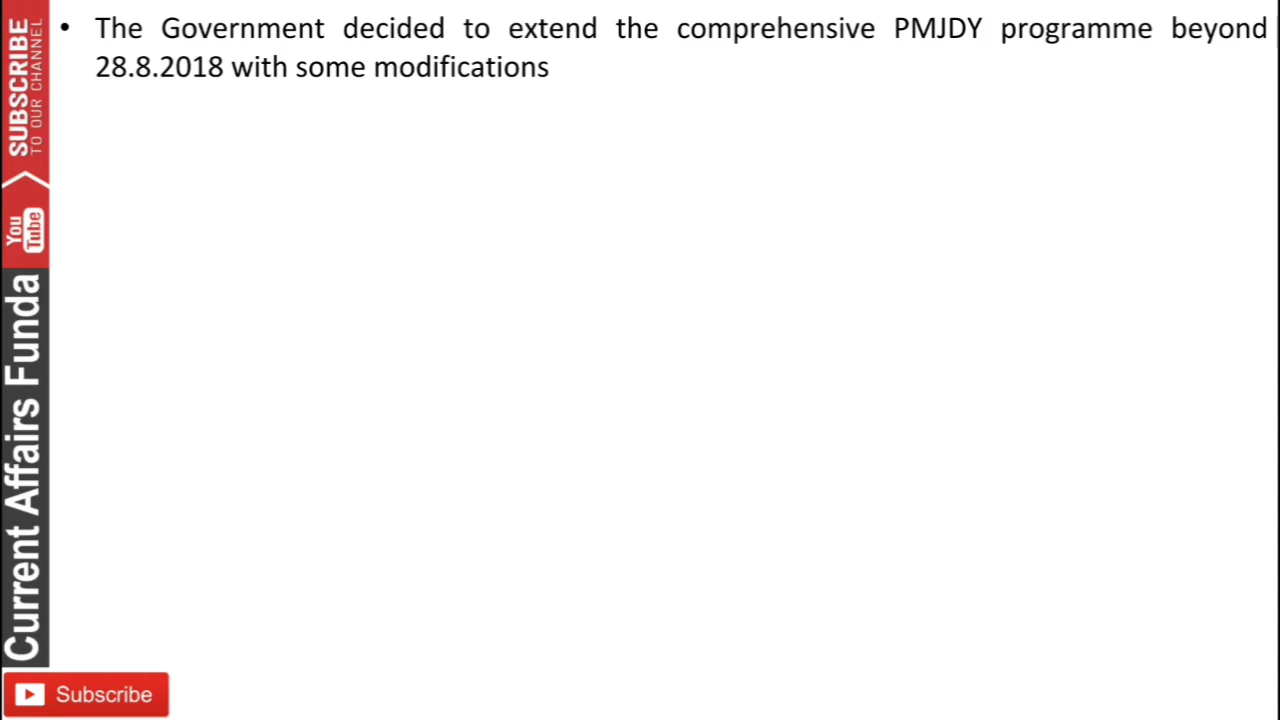 • The Government decided to extend the comprehensive PMJDY programme beyond
28.8.2018 with some modifications
SUBSCRIBE
TO OUR CHANNEL
You
Tube
Current Affairs Funda
Subscribe